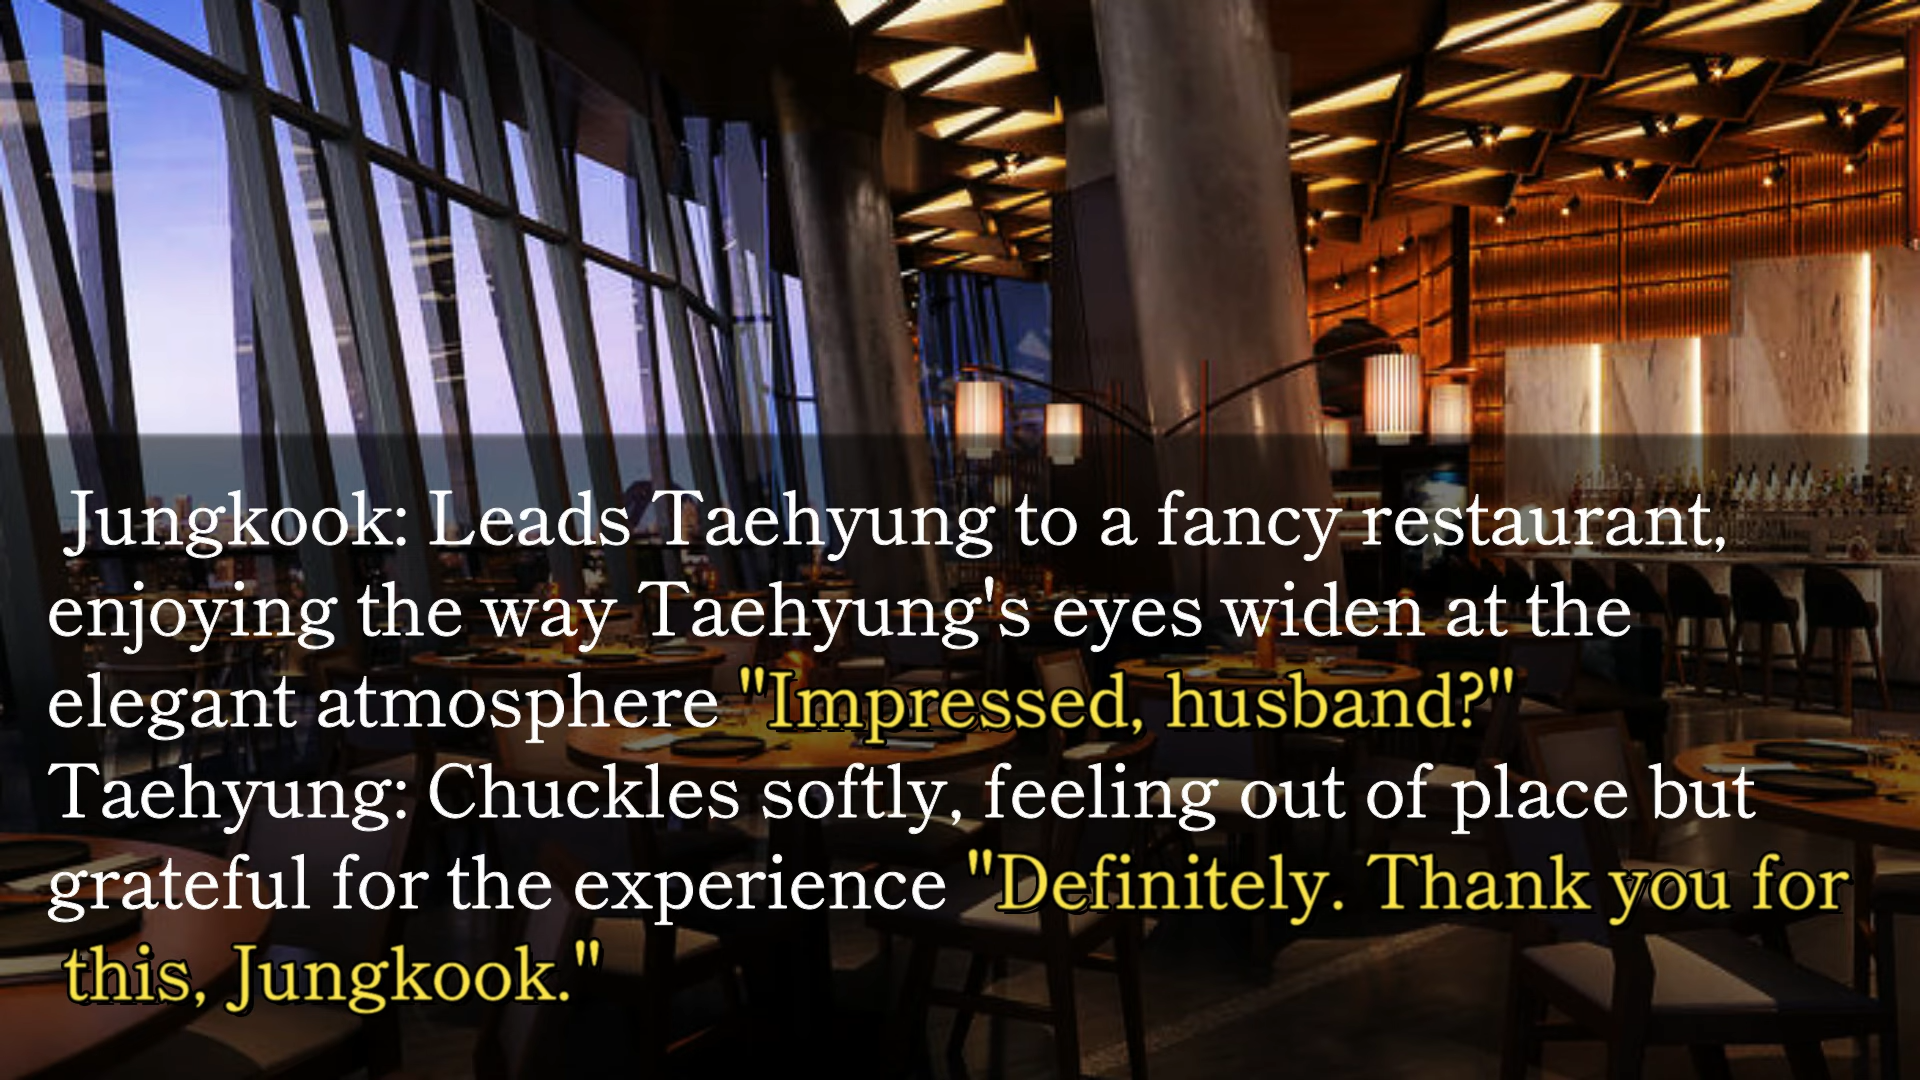 Jungkook: Leads Taehyung to a fancy restaurant,
enjoying the way Taehyung's eyes widen at the
elegant atmosphere "Impressed, husband?"
Taehyung: Chuckles softly, feeling out of place but
grateful for the experience "Definitely. Thank you for
this, Jungkook."